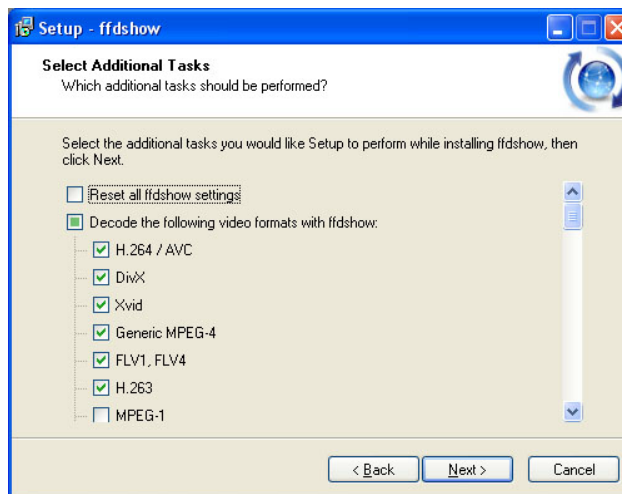 Setup - ffdshow
Select Additional Tasks
Which additional tasks should be performed?
Select the additional tasks you would like Setup to perform while installing ffdshow, then
click Next.
Reset all ffdshow settings
Decode the following video formats with ffdshow:
H.264 / AVC
DivX
Xvid
Generic MPEG-4
FLV1, FLV4
H.263
MPEG-1
< Back Next > Cancel